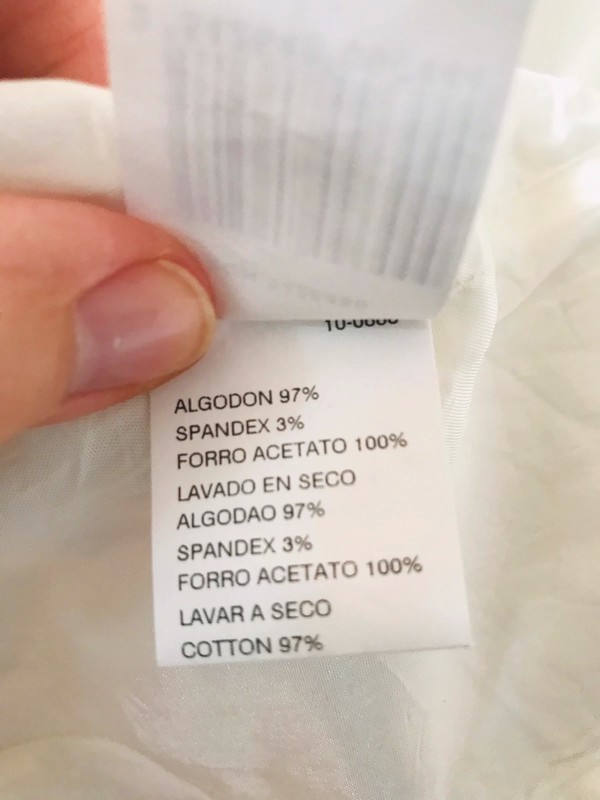 ALGODON 97%
SPANDEX 3%
FORRO ACETATO 100%
LAVADO EN SECO
ALGODAO 97%
SPANDEX 3%
FORRO ACETATO 100%
LAVAR A SECO
COTTON 97%